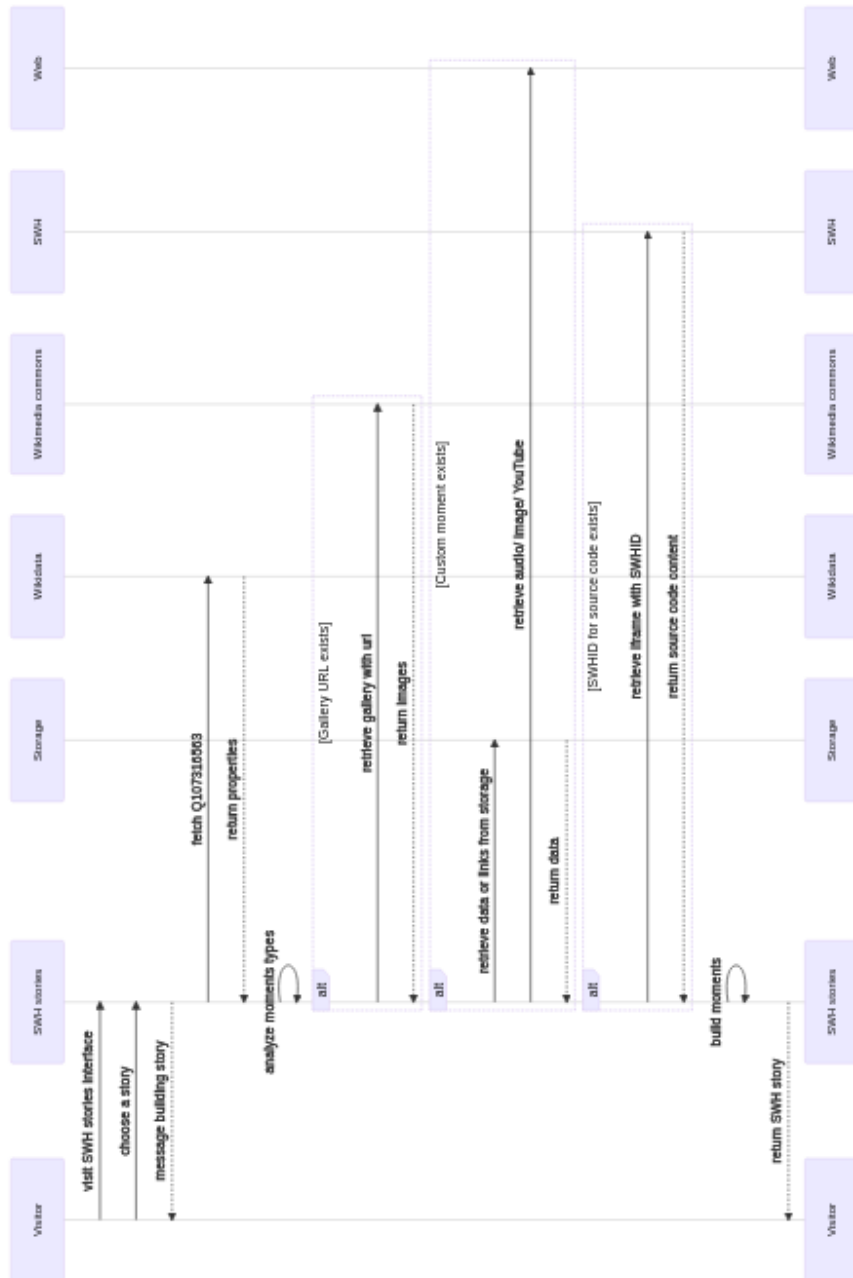 Visitor
SWH stories
Storage
Wikidata
Wikimedia commons
SWH
Web
visit SWH stories interface
choose a story
message building story
fetch Q107316563
return properties
analyze moments types
alt
[Gallery URL exists]
retrieve gallery with url
return images
alt
[Custom moment exists]
retrieve data or links from storage
retrieve audio/ image/ YouTube
return data
alt
[SWHID for source code exists]
retrieve iframe with SWHID
return source code content
build moments
return SWH story
Visitor
SWH stories
Storage
Wikidata
Wikimedia commons
SWH
Web